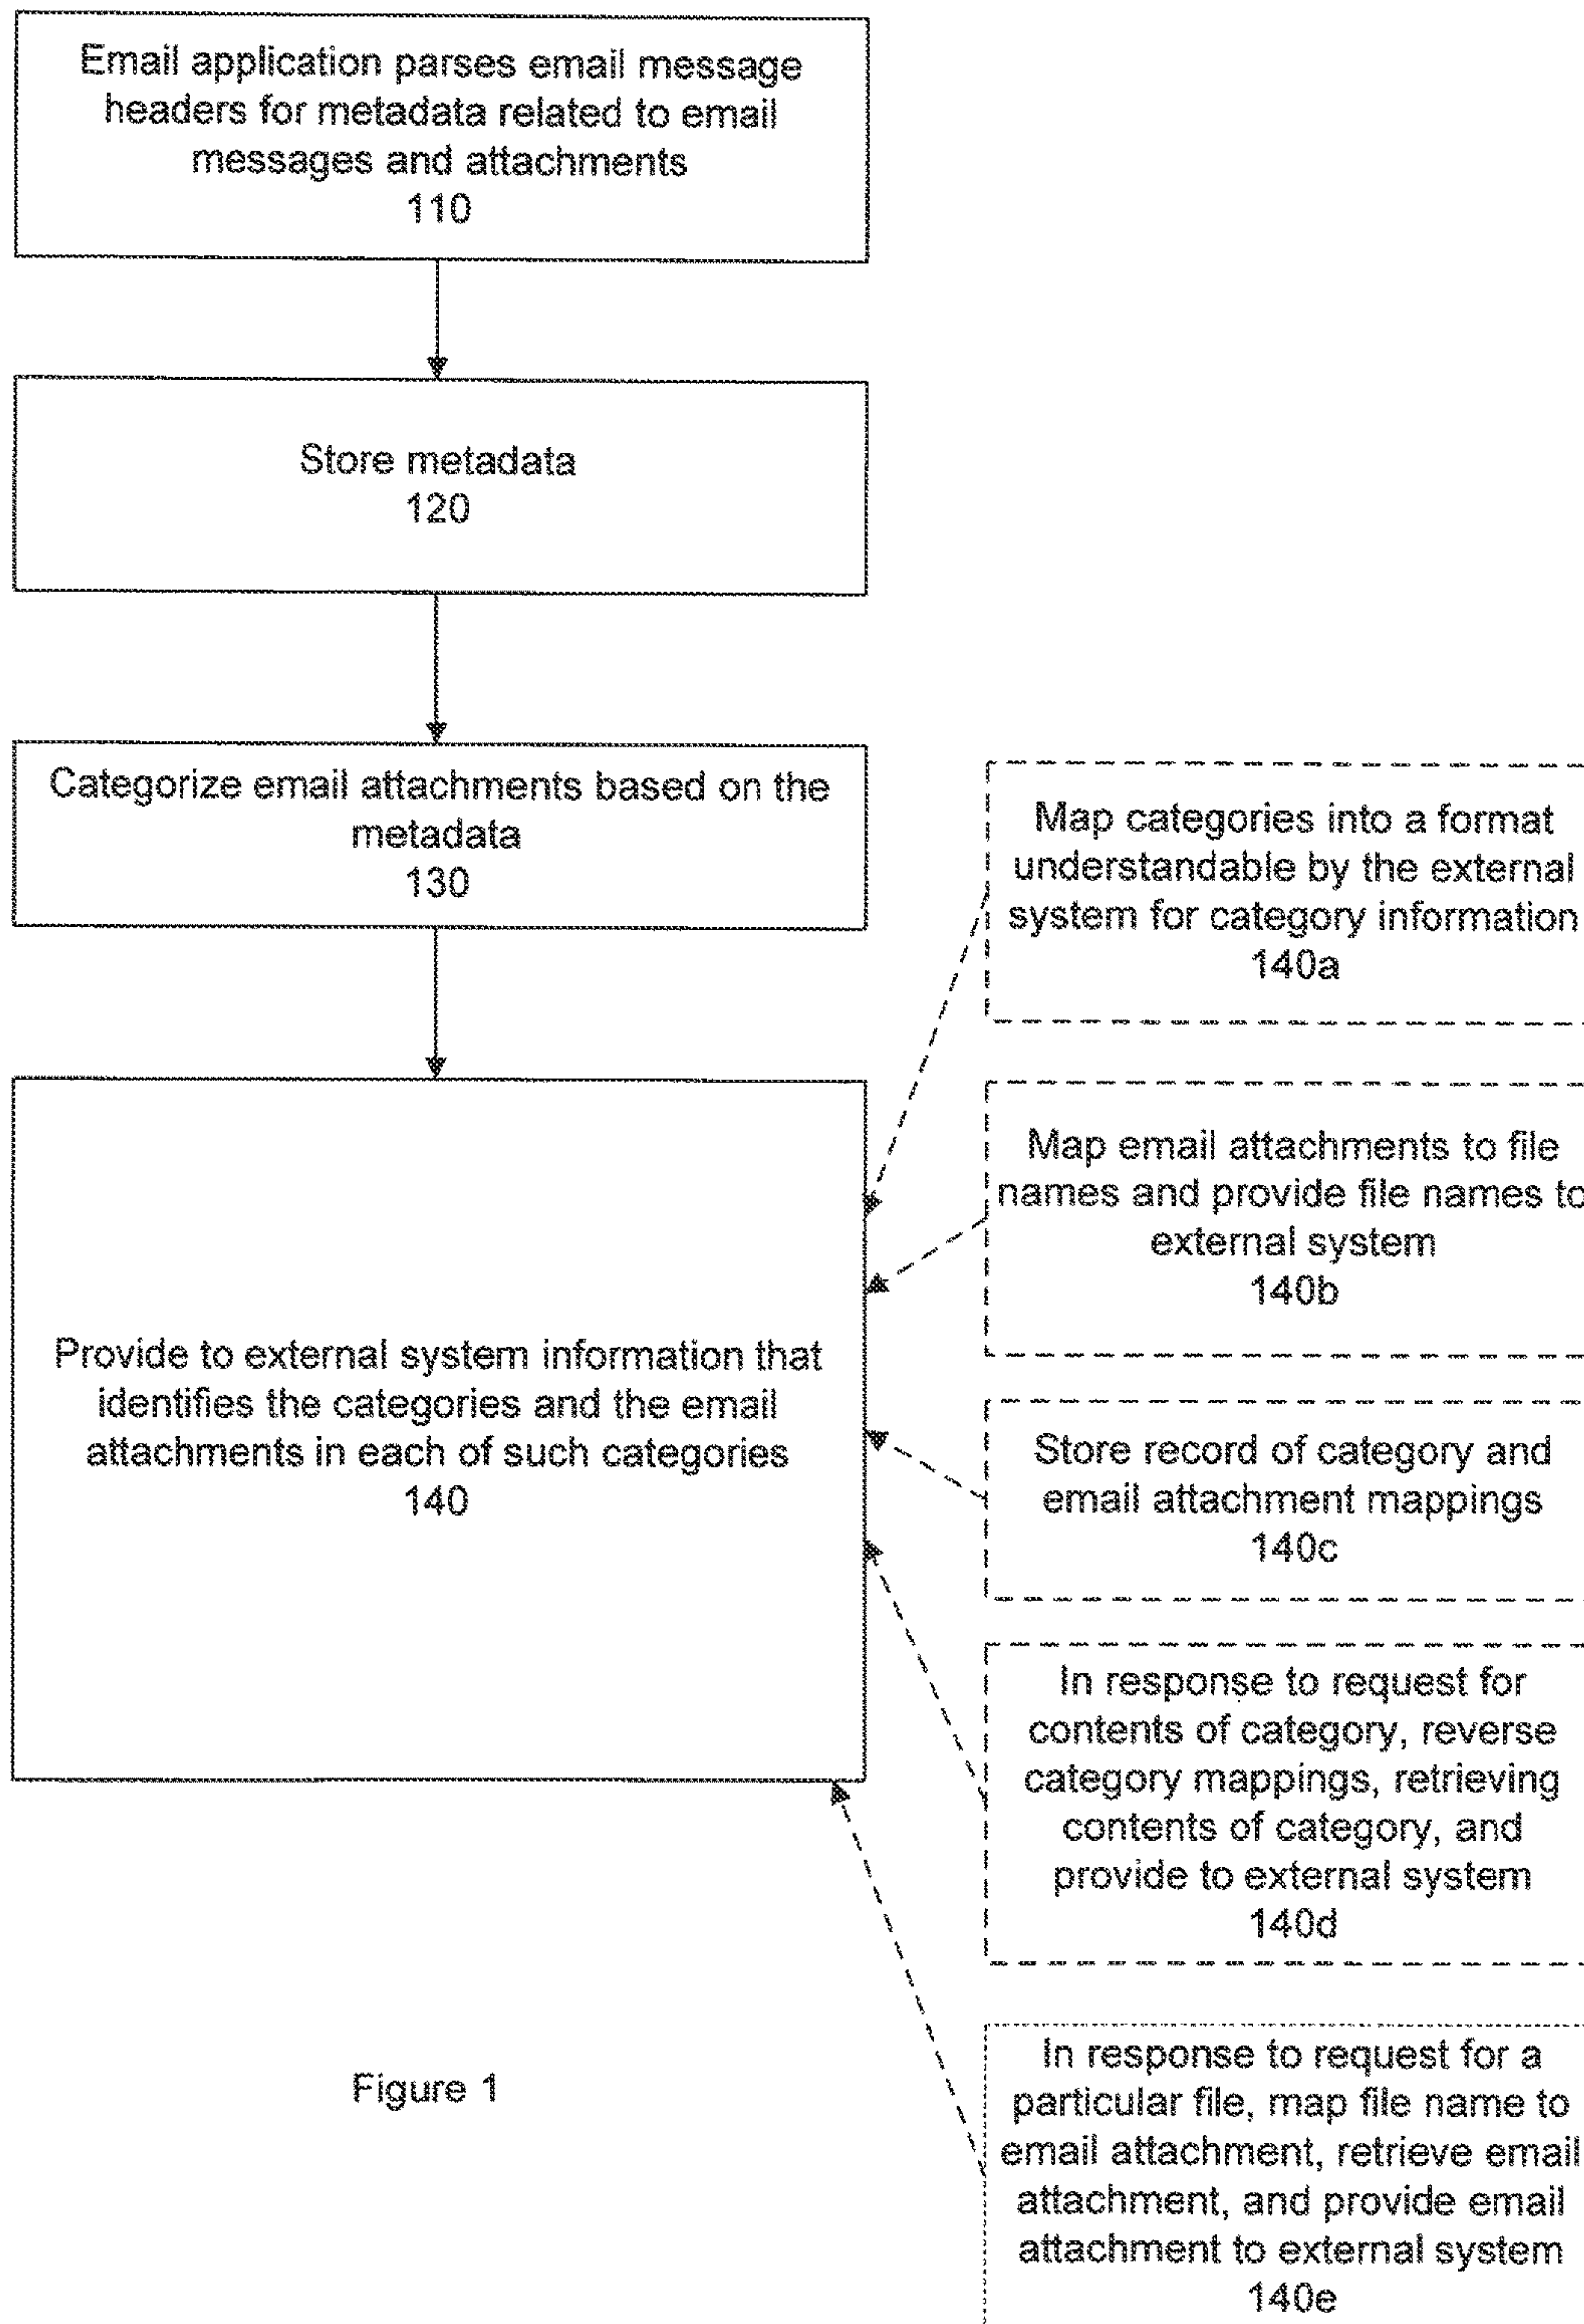 Email application parses email message
headers for metadata related to email
messages and attachments
110
Store metadata
120
Categorize email attachments based on the
metadata
130
Provide to external system information that
identifies the categories and the email
attachments in each of such categories
140
Map categories into a format
understandable by the external
system for category information
140a
Map email attachments to file
names and provide file names to
external system
140b
Store record of category and
email attachment mappings
140c
In response to request for
contents of category, reverse
category mappings, retrieving
contents of category, and
provide to external system
140d
In response to request for a
particular file, map file name to
email attachment, retrieve email
attachment, and provide email
attachment to external system
140e
Figure 1